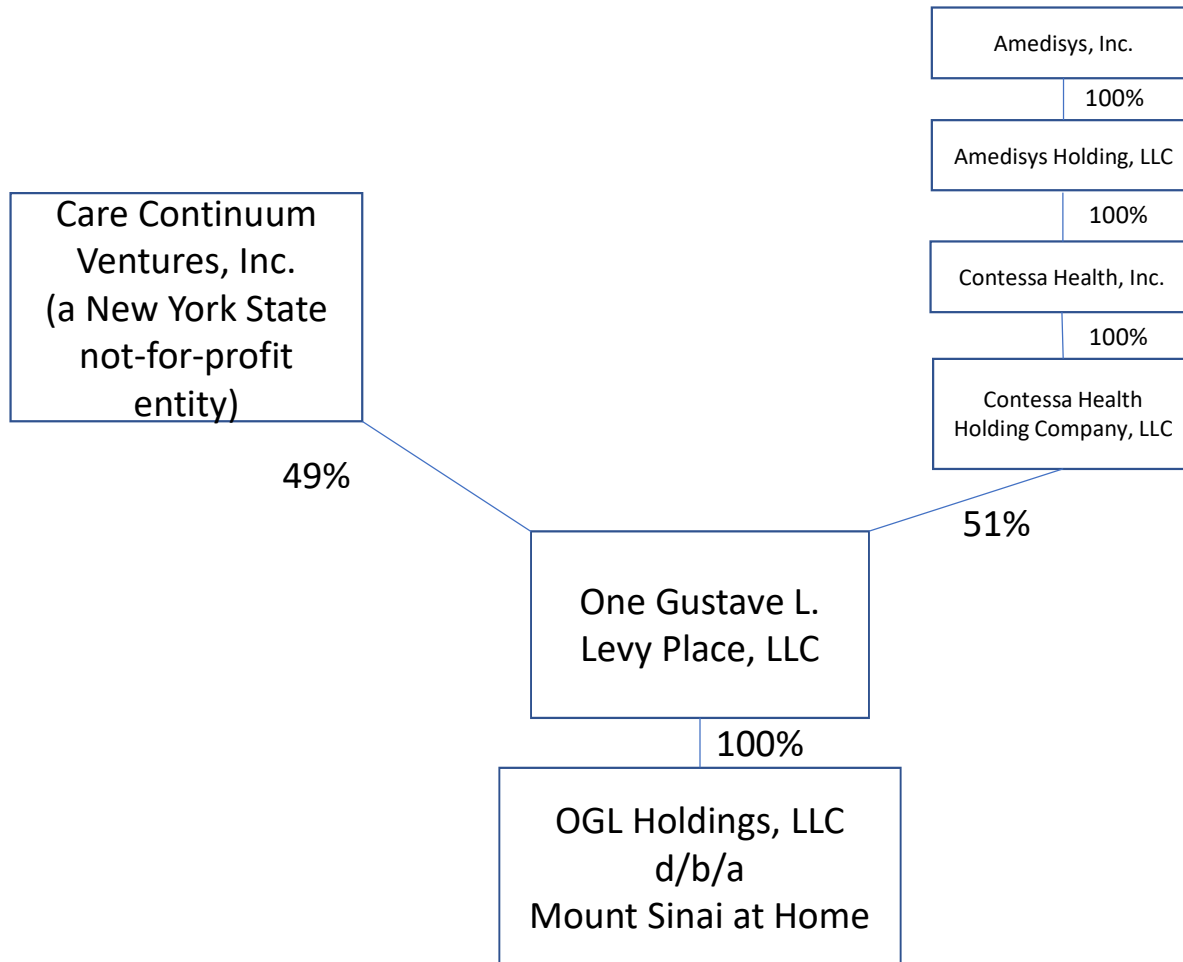 Amedisys, Inc.
100%
Amedisys Holding, LLC
100%
Contessa Health, Inc.
100%
Contessa Health
Holding Company, LLC
Care Continuum
Ventures, Inc.
(a New York State
not-for-profit
entity)
49%
51%
One Gustave L.
Levy Place, LLC
100%
OGL Holdings, LLC
d/b/a
Mount Sinai at Home